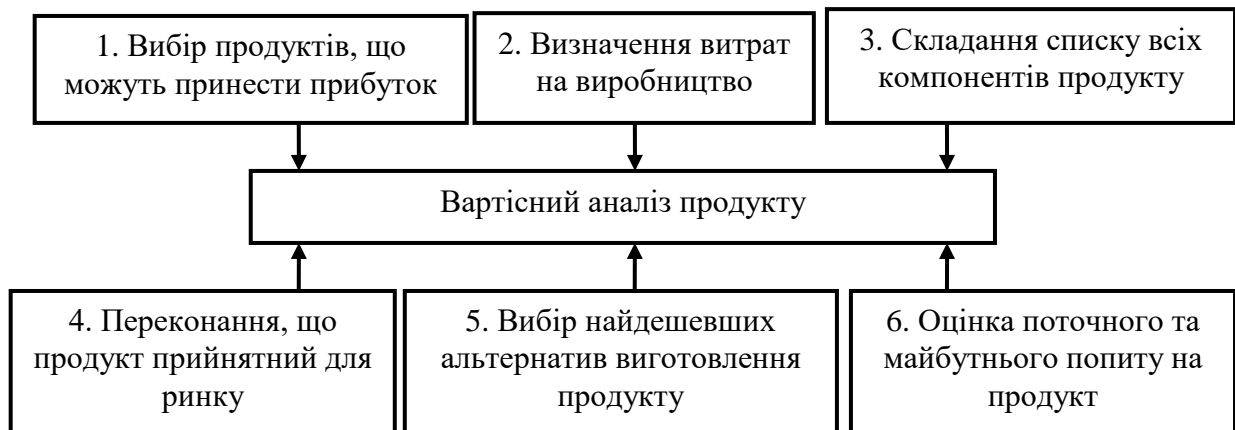 1. Вибір продуктів, що
можуть принести прибуток
2. Визначення витрат
на виробництво
3. Складання списку всіх
компонентів продукту
Вартісний аналіз продукту
4. Переконання, що
продукт прийнятний для
ринку
5. Вибір найдешевших
альтернатив виготовлення
продукту
6. Оцінка поточного та
майбутнього попиту на
продукт